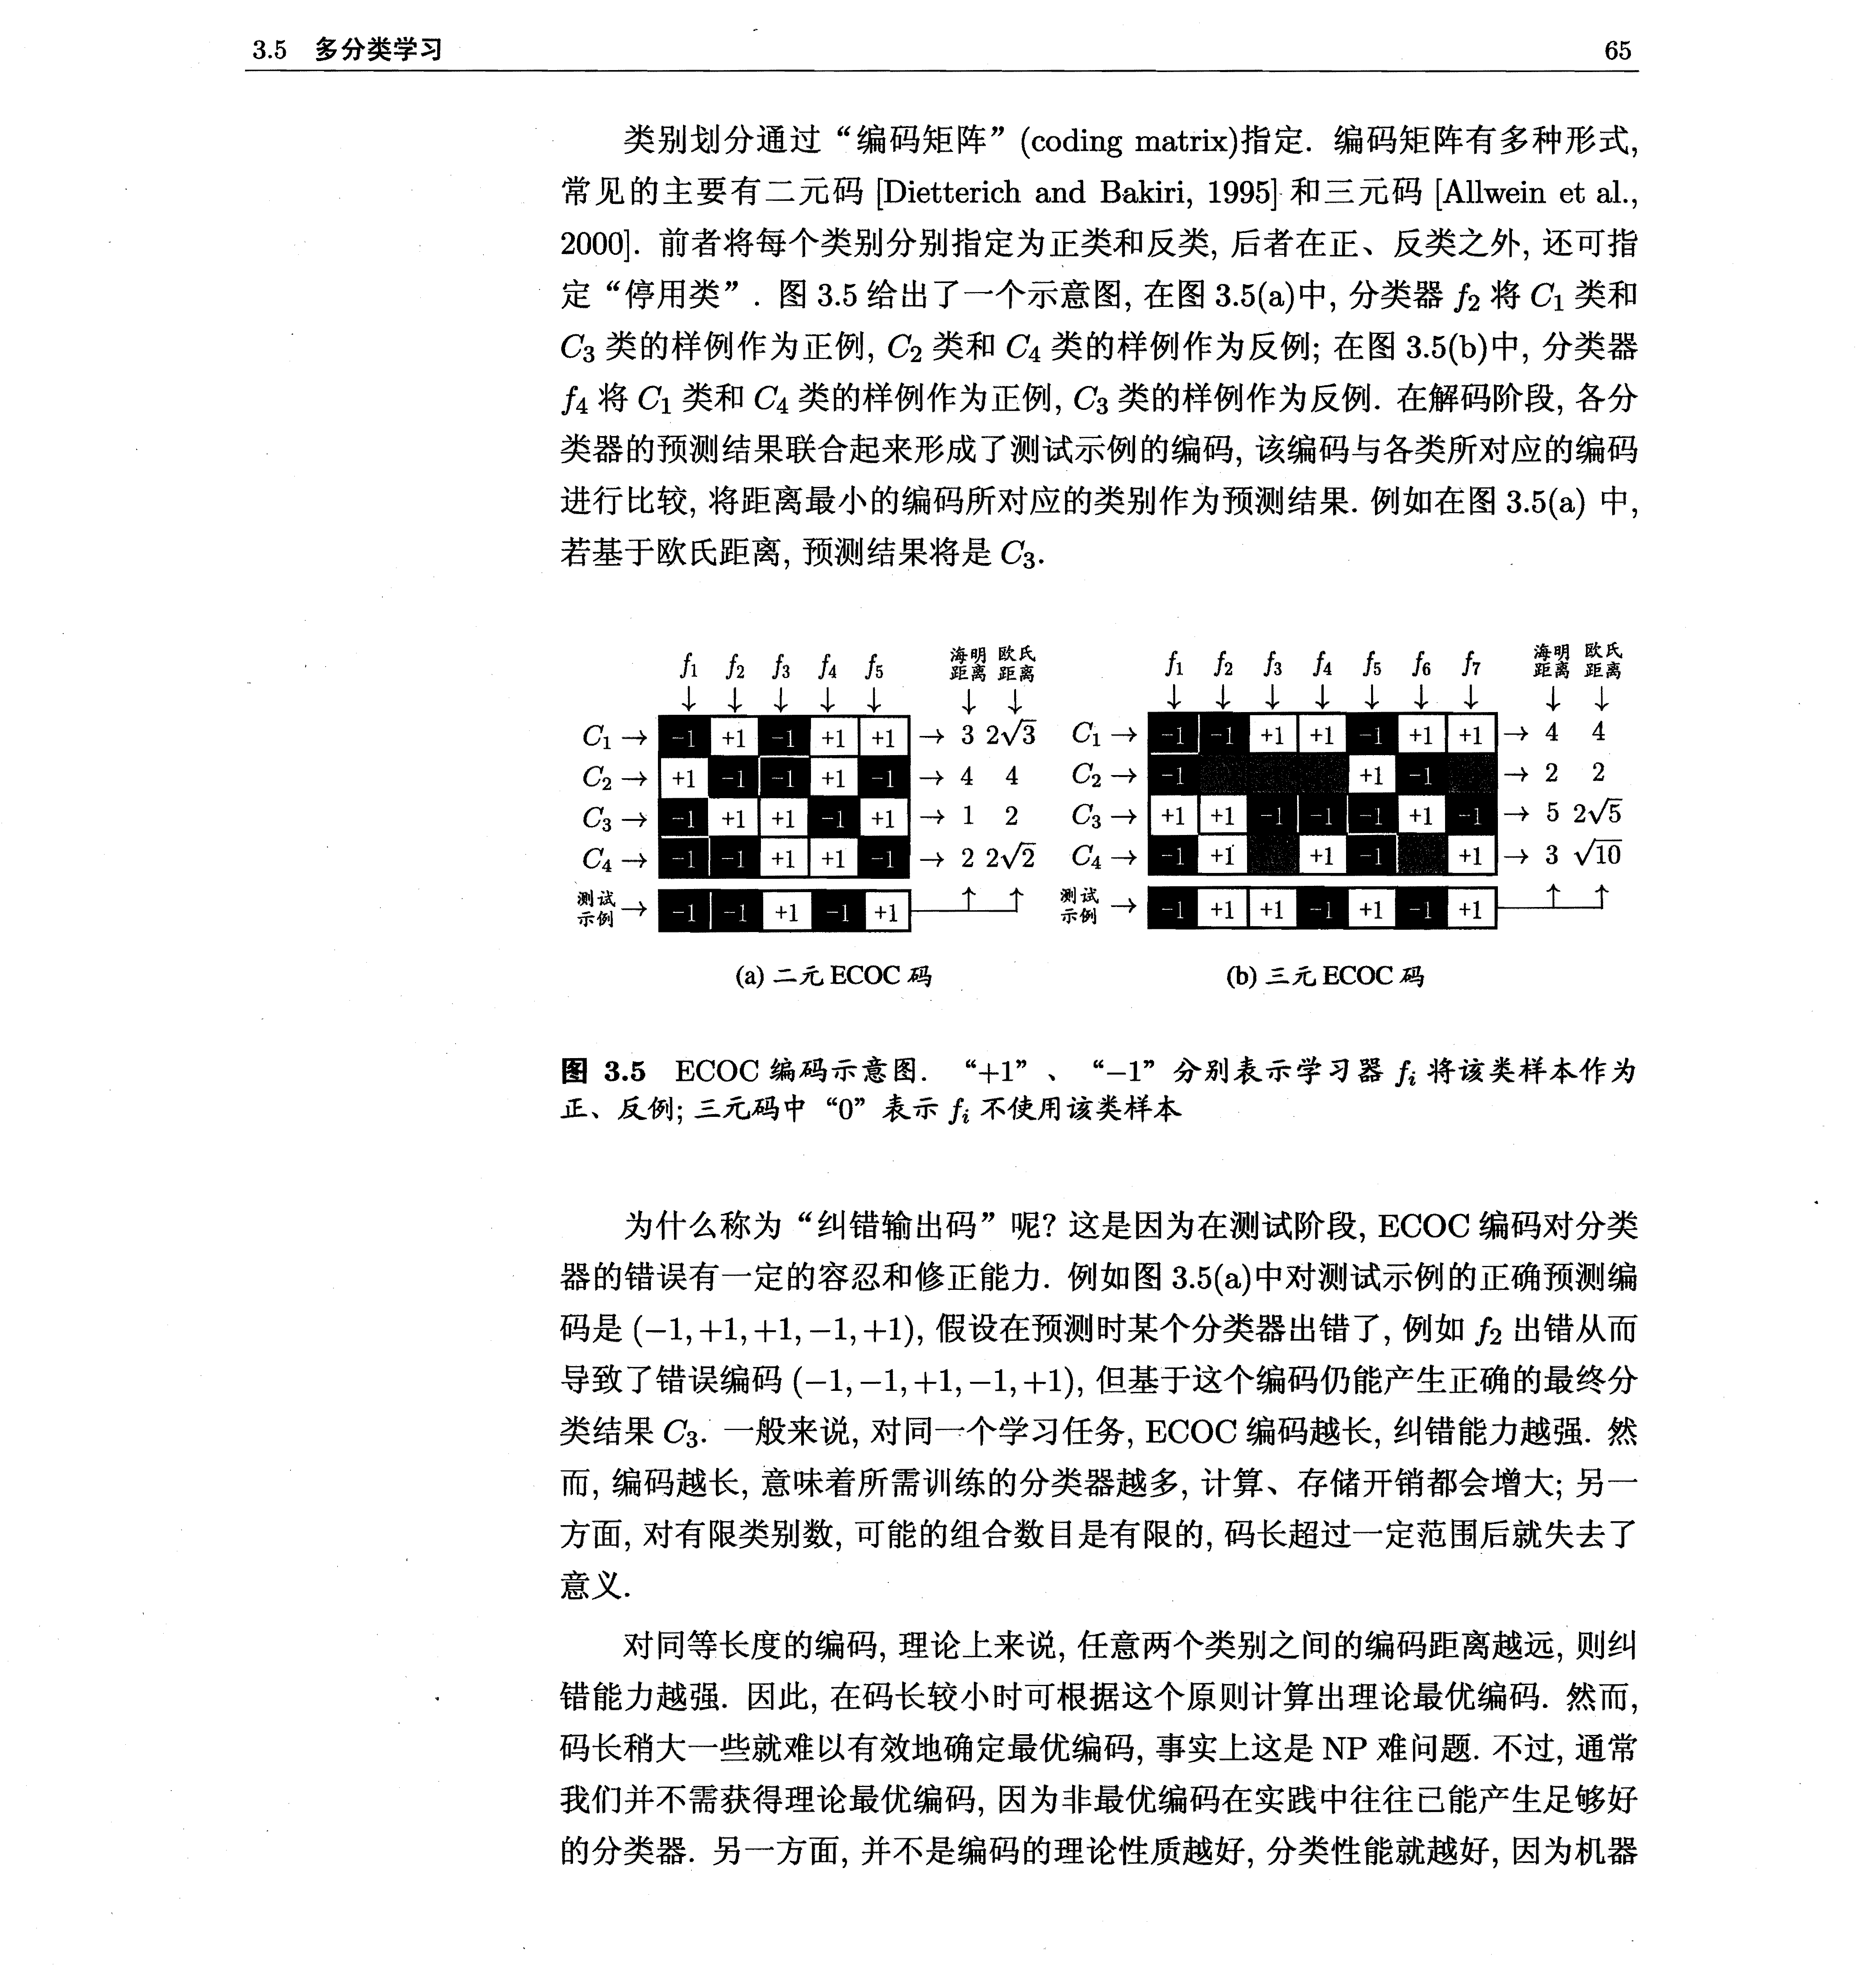 3.5 多分类学习 65
类别划分通过“编码矩阵”(coding matrix)指定. 编码矩阵有多种形式,
常见的主要有二元码 [Dietterich and Bakiri, 1995] 和三元码 [Allwein et al.,
2000]. 前者将每个类别分别指定为正类和反类, 后者在正、反类之外, 还可指
定“停用类”. 图 3.5 给出了一个示意图, 在图 3.5(a)中, 分类器 f₂ 将 C₁ 类和
C₃ 类的样例作为正例, C₂ 类和 C₄ 类的样例作为反例; 在图 3.5(b)中, 分类器
f₄ 将 C₁ 类和 C₄ 类的样例作为正例, C₃ 类的样例作为反例. 在解码阶段, 各分
类器的预测结果联合起来形成了测试示例的编码, 该编码与各类所对应的编码
进行比较, 将距离最小的编码所对应的类别作为预测结果. 例如在图 3.5(a) 中,
若基于欧氏距离, 预测结果将是 C₃.
f₁ f₂ f₃ f₄ f₅ 海明距离 欧氏距离
↓ ↓ ↓ ↓ ↓ ↓ ↓
C₁ → −1 +1 −1 +1 +1 → 3 2√3
C₂ → +1 −1 −1 +1 −1 → 4 4
C₃ → −1 +1 +1 −1 +1 → 1 2
C₄ → −1 −1 +1 +1 −1 → 2 2√2
测试示例 → −1 −1 +1 −1 +1
(a) 二元 ECOC 码
f₁ f₂ f₃ f₄ f₅ f₆ f₇ 海明距离 欧氏距离
↓ ↓ ↓ ↓ ↓ ↓ ↓ ↓ ↓
C₁ → −1 −1 +1 +1 −1 +1 +1 → 4 4
C₂ → −1 +1 −1 → 2 2
C₃ → +1 +1 −1 −1 −1 +1 −1 → 5 2√5
C₄ → −1 +1 +1 −1 +1 → 3 √10
测试示例 → −1 +1 +1 −1 +1 −1 +1
(b) 三元 ECOC 码
图 3.5 ECOC 编码示意图. “+1”、“−1”分别表示学习器 fᵢ 将该类样本作为
正、反例; 三元码中“0”表示 fᵢ 不使用该类样本
为什么称为“纠错输出码”呢? 这是因为在测试阶段, ECOC 编码对分类
器的错误有一定的容忍和修正能力. 例如图 3.5(a)中对测试示例的正确预测编
码是 (−1, +1, +1, −1, +1), 假设在预测时某个分类器出错了, 例如 f₂ 出错从而
导致了错误编码 (−1, −1, +1, −1, +1), 但基于这个编码仍能产生正确的最终分
类结果 C₃. 一般来说, 对同一个学习任务, ECOC 编码越长, 纠错能力越强. 然
而, 编码越长, 意味着所需训练的分类器越多, 计算、存储开销都会增大; 另一
方面, 对有限类别数, 可能的组合数目是有限的, 码长超过一定范围后就失去了
意义.
对同等长度的编码, 理论上来说, 任意两个类别之间的编码距离越远, 则纠
错能力越强. 因此, 在码长较小时可根据这个原则计算出理论最优编码. 然而,
码长稍大一些就难以有效地确定最优编码, 事实上这是 NP 难问题. 不过, 通常
我们并不需获得理论最优编码, 因为非最优编码在实践中往往已能产生足够好
的分类器. 另一方面, 并不是编码的理论性质越好, 分类性能就越好, 因为机器